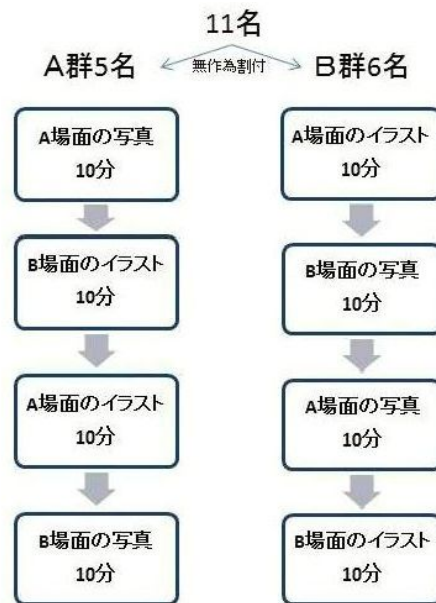 11名
A群5名
無作為割付
B群6名
A場面の写真
10分
B場面のイラスト
10分
A場面のイラスト
10分
B場面の写真
10分
A場面のイラスト
10分
B場面の写真
10分
A場面の写真
10分
B場面のイラスト
10分